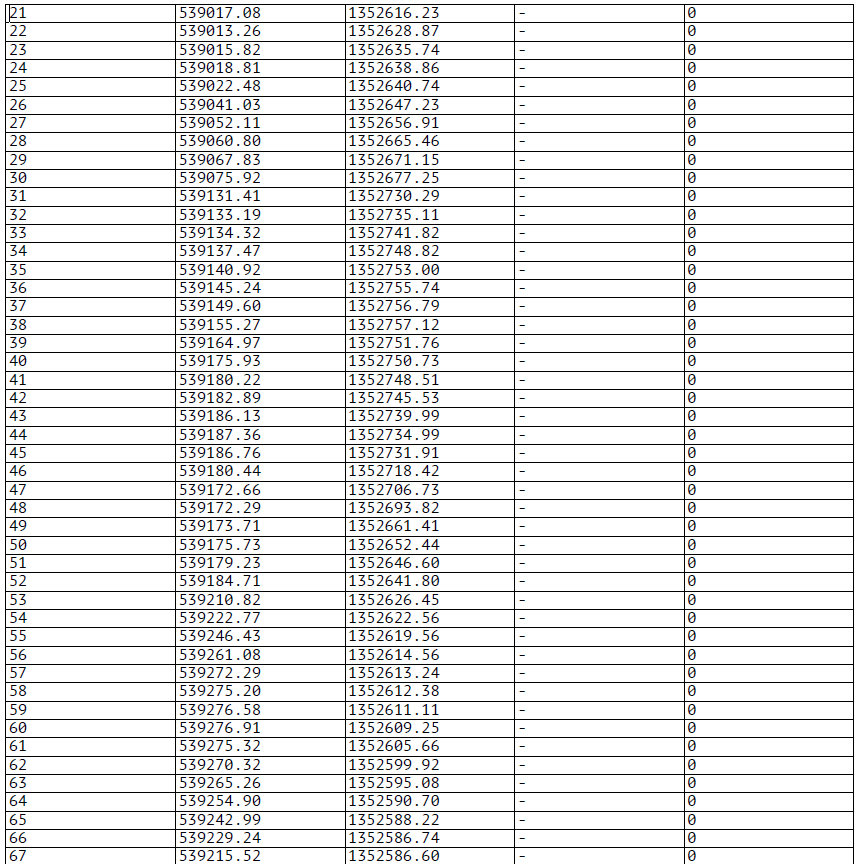 21 539017.08 1352616.23 - 0
22 539013.26 1352628.87 - 0
23 539015.82 1352635.74 - 0
24 539018.81 1352638.86 - 0
25 539022.48 1352640.74 - 0
26 539041.03 1352647.23 - 0
27 539052.11 1352656.91 - 0
28 539060.80 1352665.46 - 0
29 539067.83 1352671.15 - 0
30 539075.92 1352677.25 - 0
31 539131.41 1352730.29 - 0
32 539133.19 1352735.11 - 0
33 539134.32 1352741.82 - 0
34 539137.47 1352748.82 - 0
35 539140.92 1352753.00 - 0
36 539145.24 1352755.74 - 0
37 539149.60 1352756.79 - 0
38 539155.27 1352757.12 - 0
39 539164.97 1352751.76 - 0
40 539175.93 1352750.73 - 0
41 539180.22 1352748.51 - 0
42 539182.89 1352745.53 - 0
43 539186.13 1352739.99 - 0
44 539187.36 1352734.99 - 0
45 539186.76 1352731.91 - 0
46 539180.44 1352718.42 - 0
47 539172.66 1352706.73 - 0
48 539172.29 1352693.82 - 0
49 539173.71 1352661.41 - 0
50 539175.73 1352652.44 - 0
51 539179.23 1352646.60 - 0
52 539184.71 1352641.80 - 0
53 539210.82 1352626.45 - 0
54 539222.77 1352622.56 - 0
55 539246.43 1352619.56 - 0
56 539261.08 1352614.56 - 0
57 539272.29 1352613.24 - 0
58 539275.20 1352612.38 - 0
59 539276.58 1352611.11 - 0
60 539276.91 1352609.25 - 0
61 539275.32 1352605.66 - 0
62 539270.32 1352599.92 - 0
63 539265.26 1352595.08 - 0
64 539254.90 1352590.70 - 0
65 539242.99 1352588.22 - 0
66 539229.24 1352586.74 - 0
67 539215.52 1352586.60 - 0